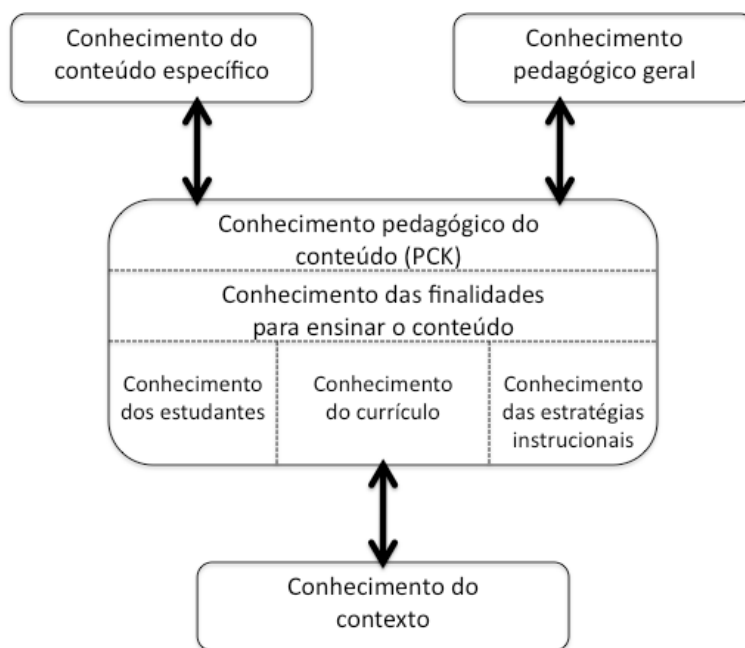 Conhecimento do
conteúdo específico
Conhecimento
pedagógico geral
Conhecimento pedagógico do
conteúdo (PCK)
Conhecimento das finalidades
para ensinar o conteúdo
Conhecimento
dos estudantes
Conhecimento
do currículo
Conhecimento
das estratégias
instrucionais
Conhecimento do
contexto